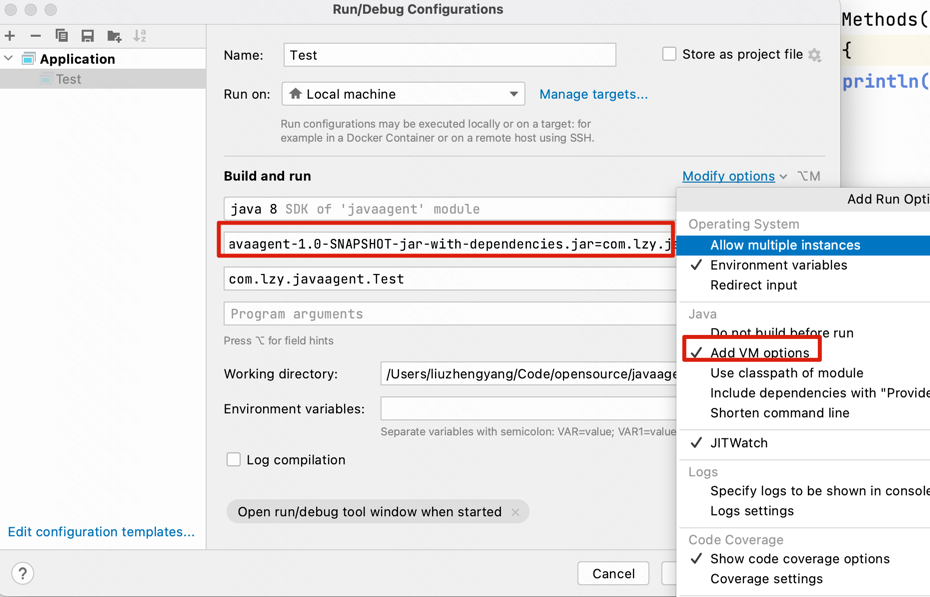 Run/Debug Configurations
Methods(
{
println(
Application
Test
Name:
Test
Store as project file
Run on:
Local machine
Manage targets...
Run configurations may be executed locally or on a target: for
example in a Docker Container or on a remote host using SSH.
Build and run
Modify options
⌥M
java 8 SDK of 'javaagent' module
avaagent-1.0-SNAPSHOT-jar-with-dependencies.jar=com.lzy.j
com.lzy.javaagent.Test
Program arguments
Press ⌥ for field hints
Working directory:
/Users/liuzhengyang/Code/opensource/javaage
Environment variables:
Separate variables with semicolon: VAR=value; VAR1=value
Log compilation
Open run/debug tool window when started
Edit configuration templates...
?
Cancel
Add Run Opti
Operating System
Allow multiple instances
Environment variables
Redirect input
Java
Do not build before run
Add VM options
Use classpath of module
Include dependencies with "Provide
Shorten command line
JITWatch
Logs
Specify logs to be shown in console
Logs settings
Code Coverage
Show code coverage options
Coverage settings